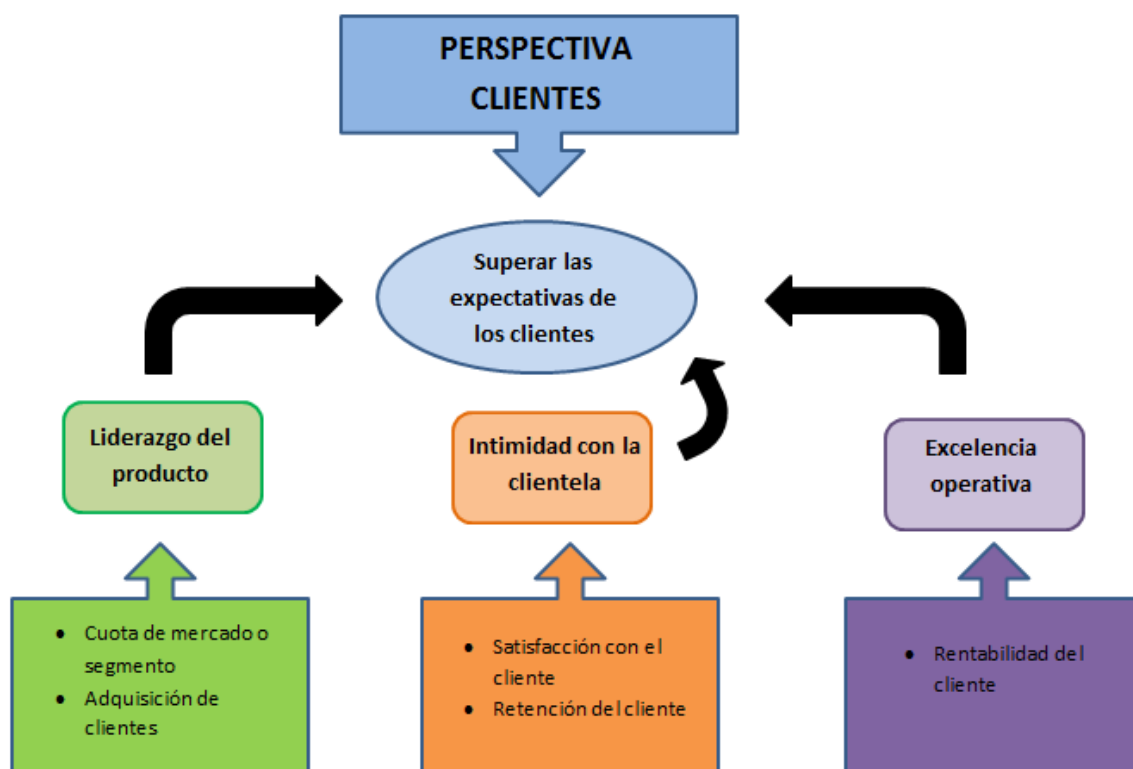 PERSPECTIVA
CLIENTES
Superar las
expectativas de
los clientes
Liderazgo del
producto
Intimidad con la
clientela
Excelencia
operativa
• Cuota de mercado o
segmento
• Adquisición de
clientes
• Satisfacción con el
cliente
• Retención del cliente
• Rentabilidad del
cliente